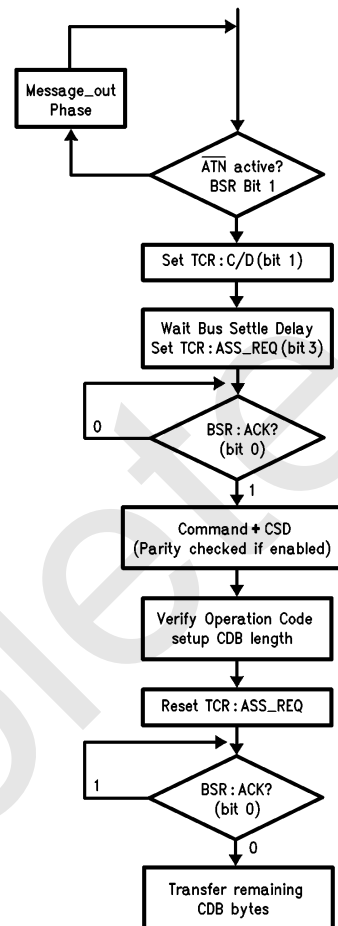 Message_out
Phase
ATN active?
BSR Bit 1
Set TCR:C/D(bit 1)
Wait Bus Settle Delay
Set TCR:ASS_REQ(bit3)
0
BSR:ACK?
(bit 0)
1
Command + CSD
(Parity checked if enabled)
Verify Operation Code
setup CDB length
Reset TCR:ASS_REQ
1
BSR:ACK?
(bit 0)
0
Transfer remaining
CDB bytes
olete